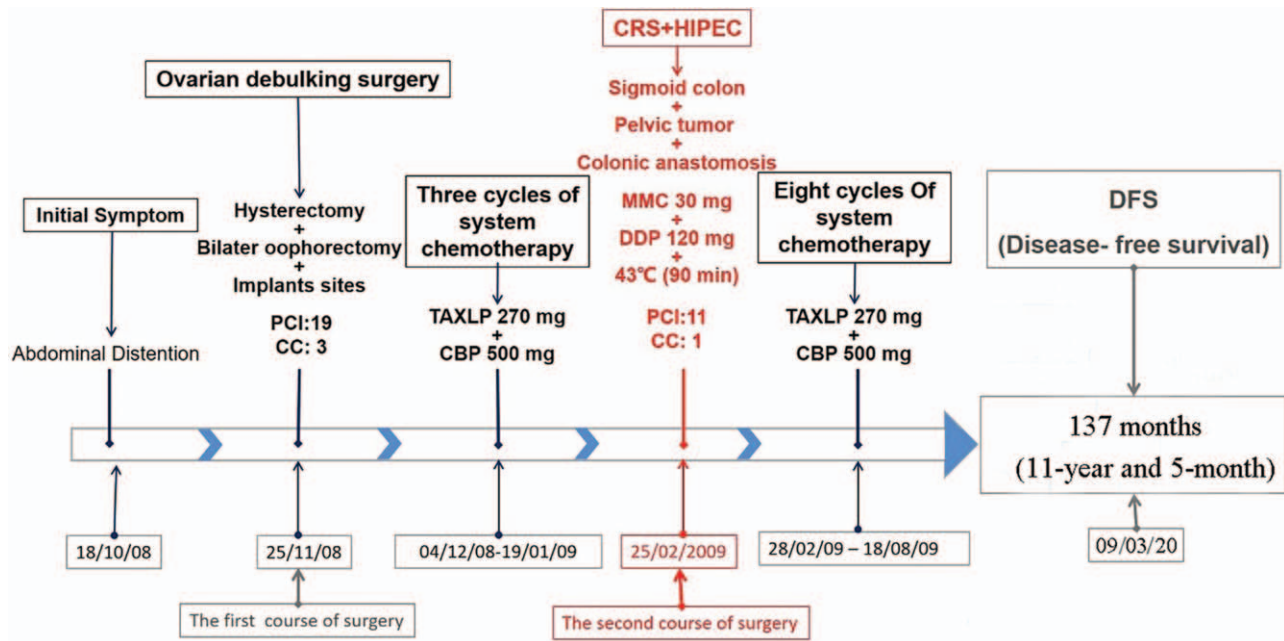 Initial Symptom
Abdominal Distention
Ovarian debulking surgery
Hysterectomy
+
Bilater oophorectomy
+
Implants sites
PCI:19
CC: 3
Three cycles of
system
chemotherapy
TAXLP 270 mg
+
CBP 500 mg
CRS+HIPEC
Sigmoid colon
+
Pelvic tumor
+
Colonic anastomosis
MMC 30 mg
+
DDP 120 mg
+
43℃ (90 min)
PCI:11
CC: 1
Eight cycles Of
system
chemotherapy
TAXLP 270 mg
+
CBP 500 mg
DFS
(Disease- free survival)
137 months
(11-year and 5-month)
18/10/08
25/11/08
04/12/08-19/01/09
25/02/2009
28/02/09 – 18/08/09
09/03/20
The first course of surgery
The second course of surgery